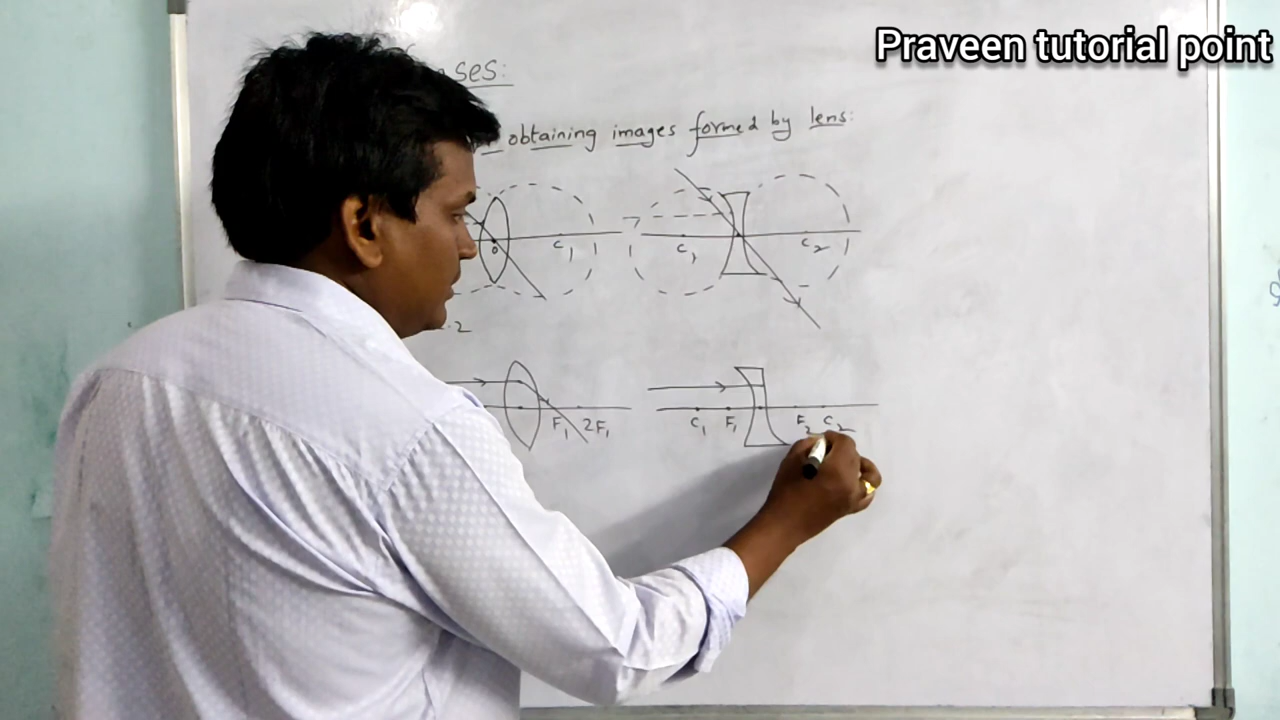 Praveen tutorial point
ses:
obtaining images formed by lens:
O C₁ C₁ C₂
2
F₁ 2F₁ C₁ F₁ F₂ C₂